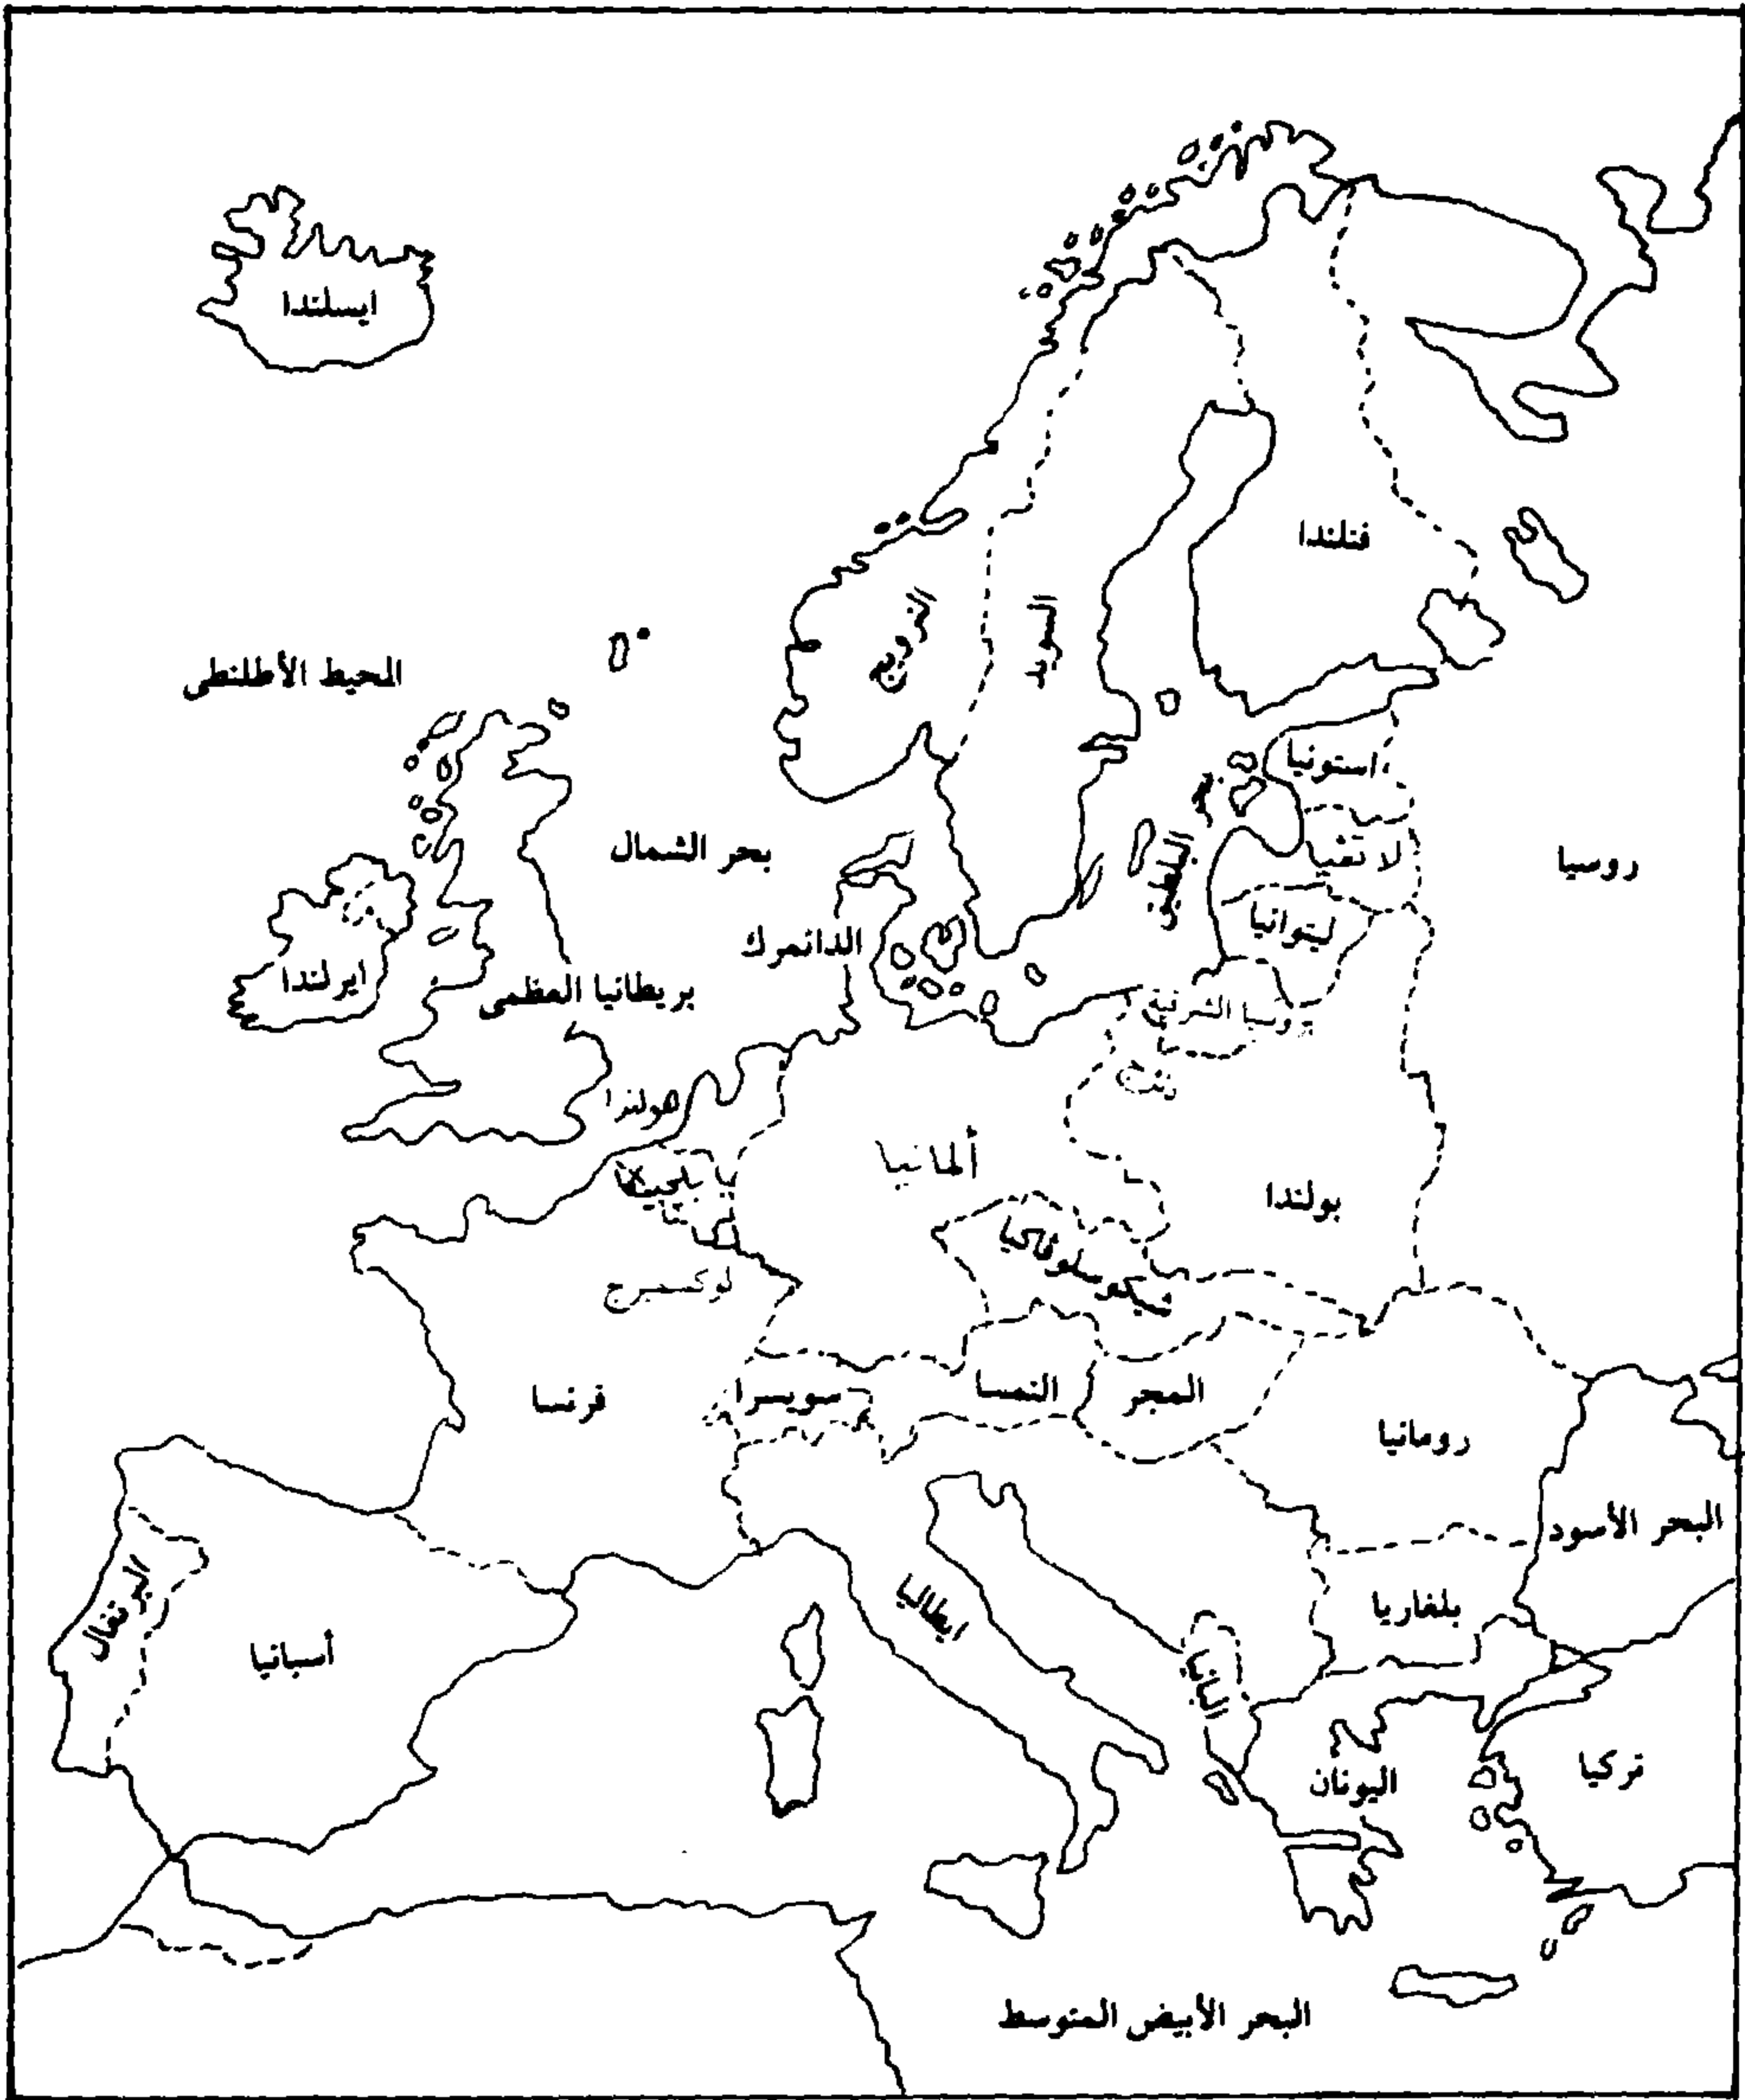 ايسلندا
فنلندا
النرويج
السويد
المحيط الأطلنطى
استونيا
بحر البلطيق
بحر الشمال
لاتفيا
روسيا
ليتوانيا
الدانمرك
ايرلندا
بريطانيا العظمى
بروسيا الشرقية
هولندا
ألمانيا
بلجيكا
بولندا
تشيكوسلوفاكيا
لوكسمبرج
فرنسا
سويسرا
النمسا
المجر
رومانيا
البحر الأسود
البرتغال
أسبانيا
ايطاليا
بلغاريا
ألبانيا
اليونان
تركيا
البحر الأبيض المتوسط